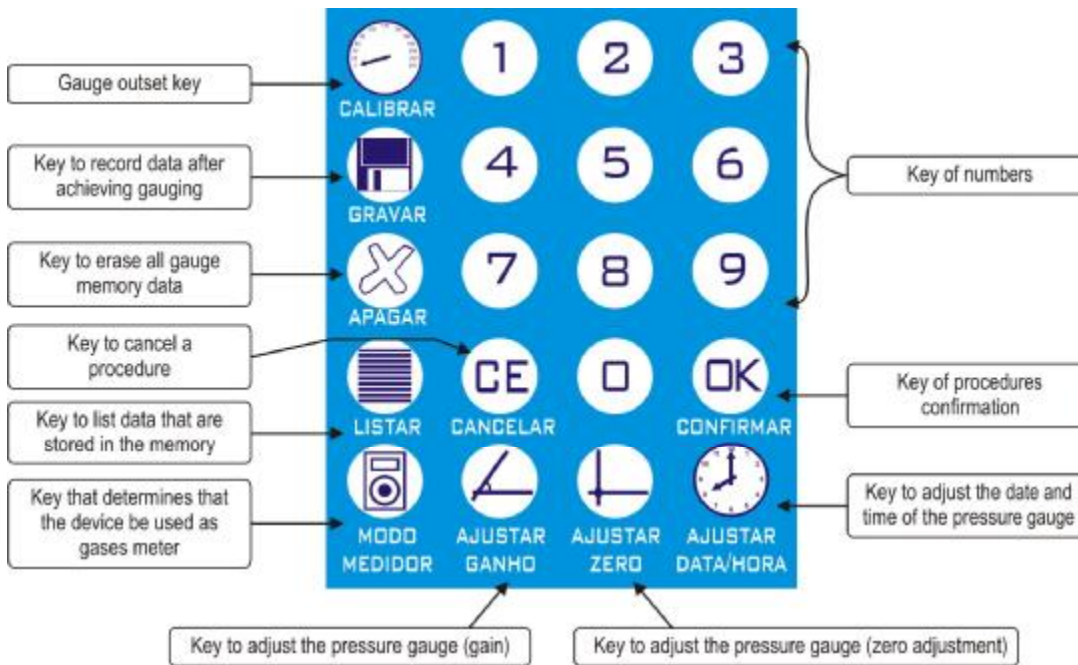 Gauge outset key
Key to record data after
achieving gauging
Key to erase all gauge
memory data
Key to cancel a
procedure
Key to list data that are
stored in the memory
Key that determines that
the device be used as
gases meter
1 2 3
CALIBRAR
4 5 6
GRAVAR
7 8 9
APAGAR
CE 0 OK
LISTAR CANCELAR CONFIRMAR
MODO AJUSTAR AJUSTAR AJUSTAR
MEDIDOR GANHO ZERO DATA/HORA
Key of numbers
Key of procedures
confirmation
Key to adjust the date and
time of the pressure gauge
Key to adjust the pressure gauge (gain)
Key to adjust the pressure gauge (zero adjustment)